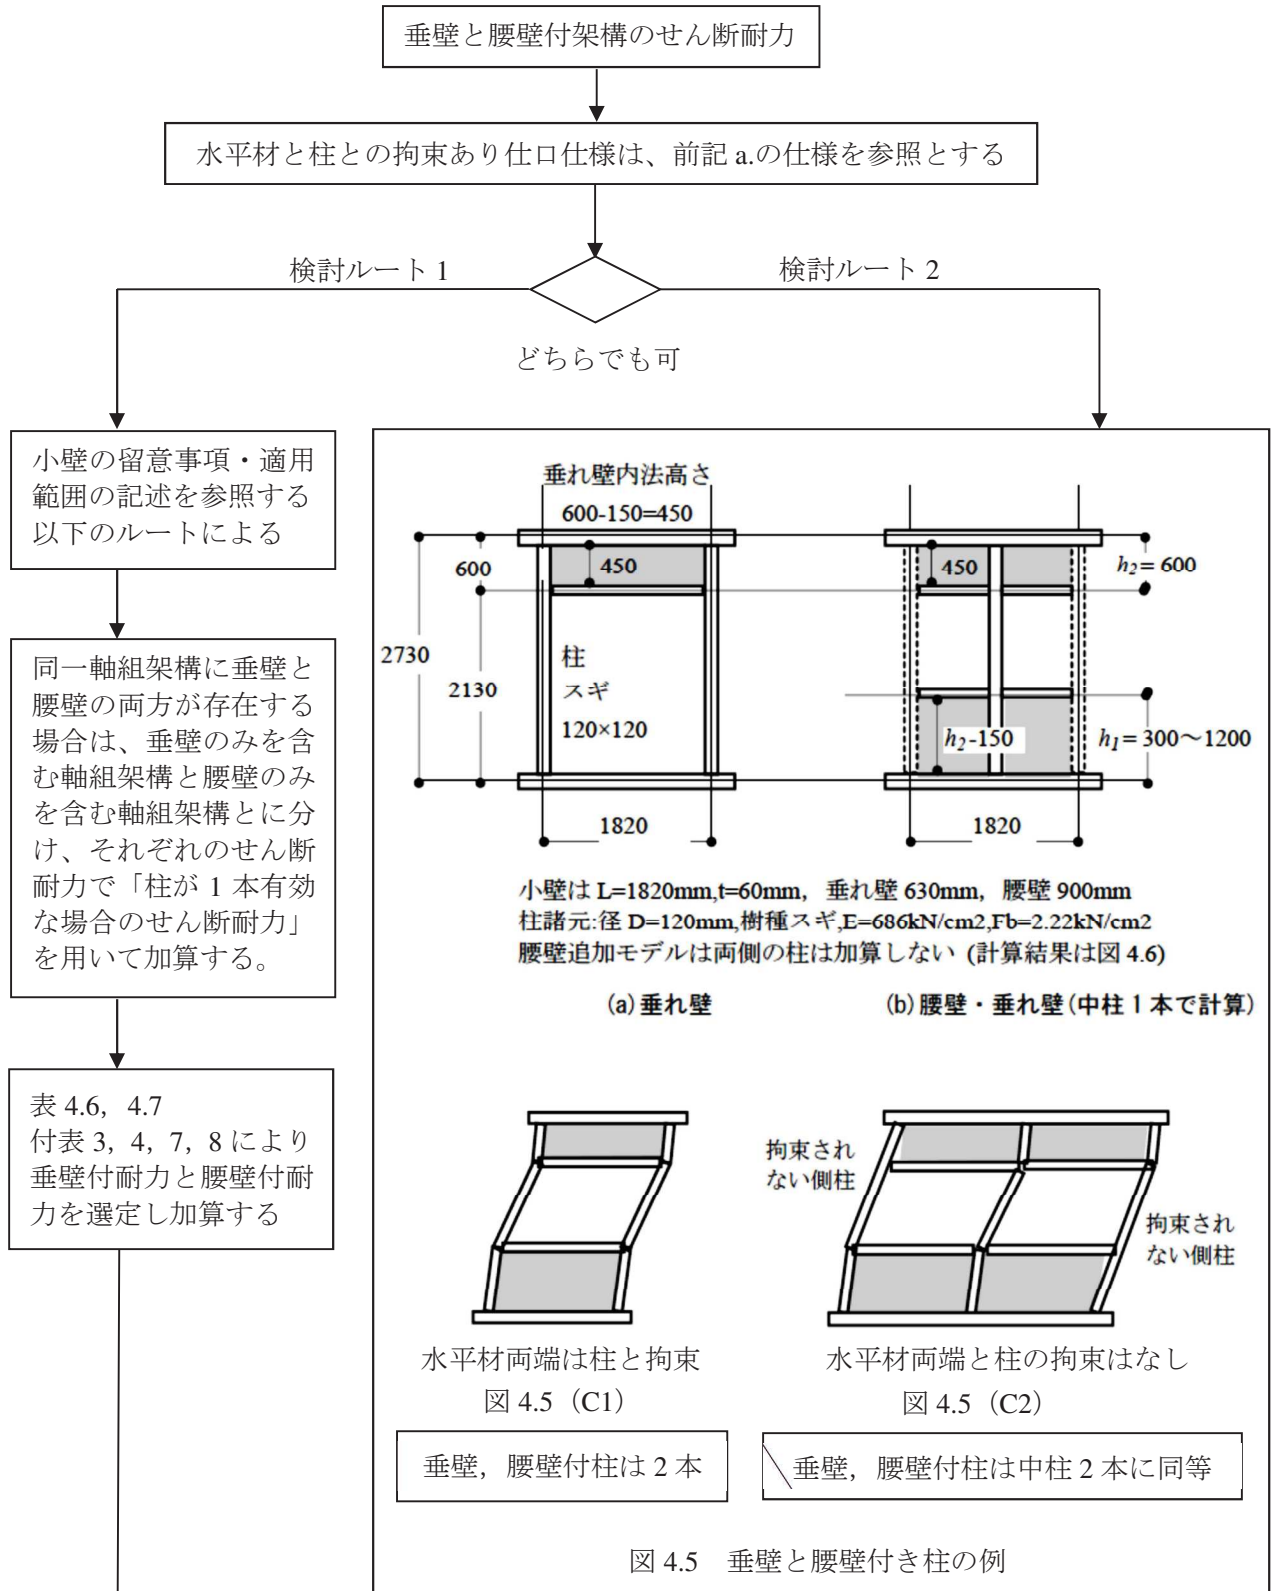 垂壁と腰壁付架構のせん断耐力
水平材と柱との拘束あり仕口仕様は、前記 a.の仕様を参照とする
検討ルート 1
検討ルート 2
どちらでも可
小壁の留意事項・適用
範囲の記述を参照する
以下のルートによる
同一軸組架構に垂壁と
腰壁の両方が存在する
場合は、垂壁のみを含
む軸組架構と腰壁のみ
を含む軸組架構とに分
け、それぞれのせん断
耐力で「柱が 1 本有効
な場合のせん断耐力」
を用いて加算する。
表 4.6，4.7
付表 3，4，7，8 により
垂壁付耐力と腰壁付耐
力を選定し加算する
垂れ壁内法高さ
600-150=450
600
450
2730
2130
柱
スギ
120×120
1820
450
h2= 600
h2-150
h1= 300～1200
1820
小壁は L=1820mm,t=60mm，垂れ壁 630mm，腰壁 900mm
柱諸元:径 D=120mm,樹種スギ,E=686kN/cm2,Fb=2.22kN/cm2
腰壁追加モデルは両側の柱は加算しない (計算結果は図 4.6)
(a) 垂れ壁
(b) 腰壁・垂れ壁(中柱 1 本で計算)
拘束され
ない側柱
拘束され
ない側柱
水平材両端は柱と拘束
図 4.5（C1）
水平材両端と柱の拘束はなし
図 4.5（C2）
垂壁，腰壁付柱は 2 本
垂壁，腰壁付柱は中柱 2 本に同等
図 4.5　垂壁と腰壁付き柱の例